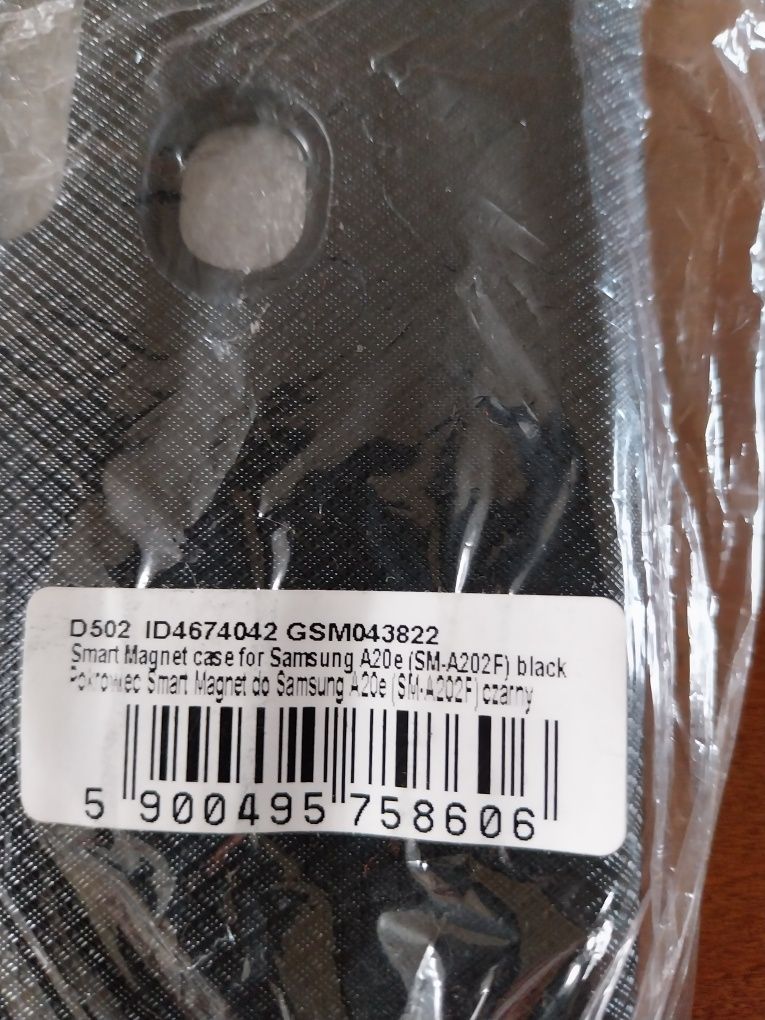 D502 ID4674042 GSM043822
Smart Magnet case for Samsung A20e (SM-A202F) black
Pokrowiec Smart Magnet do Samsung A20e (SM-A202F) czarny
5 900495 758606